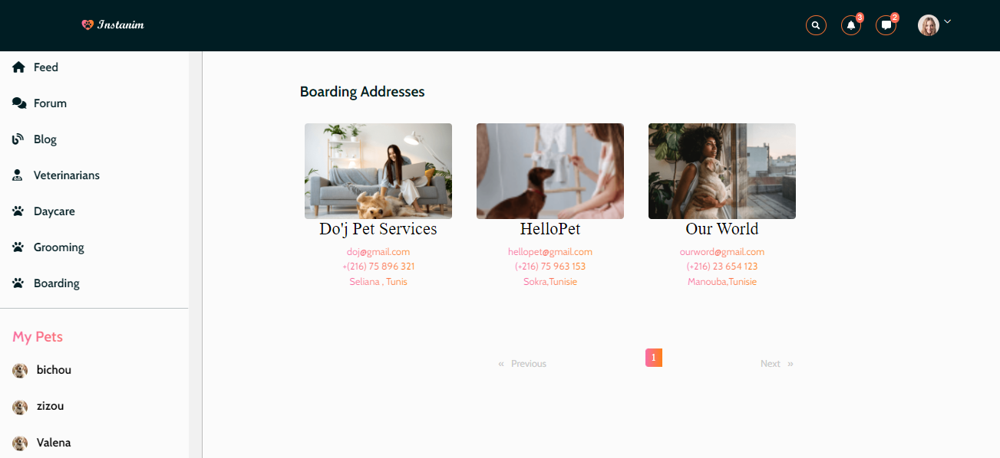 Instanim
3
2
Feed
Forum
Blog
Veterinarians
Daycare
Grooming
Boarding
My Pets
bichou
zizou
Valena
Boarding Addresses
Do'j Pet Services
doj@gmail.com
+(216) 75 896 321
Seliana , Tunis
HelloPet
hellopet@gmail.com
(+216) 75 963 153
Sokra,Tunisie
Our World
ourword@gmail.com
(+216) 23 654 123
Manouba,Tunisie
« Previous
1
Next »